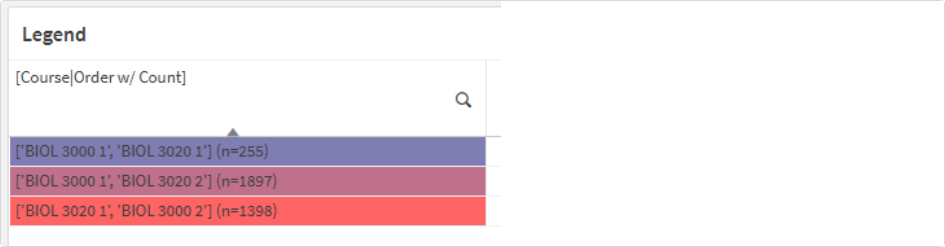 Legend
[Course|Order w/ Count]
['BIOL 3000 1', 'BIOL 3020 1'] (n=255)
['BIOL 3000 1', 'BIOL 3020 2'] (n=1897)
['BIOL 3020 1', 'BIOL 3000 2'] (n=1398)